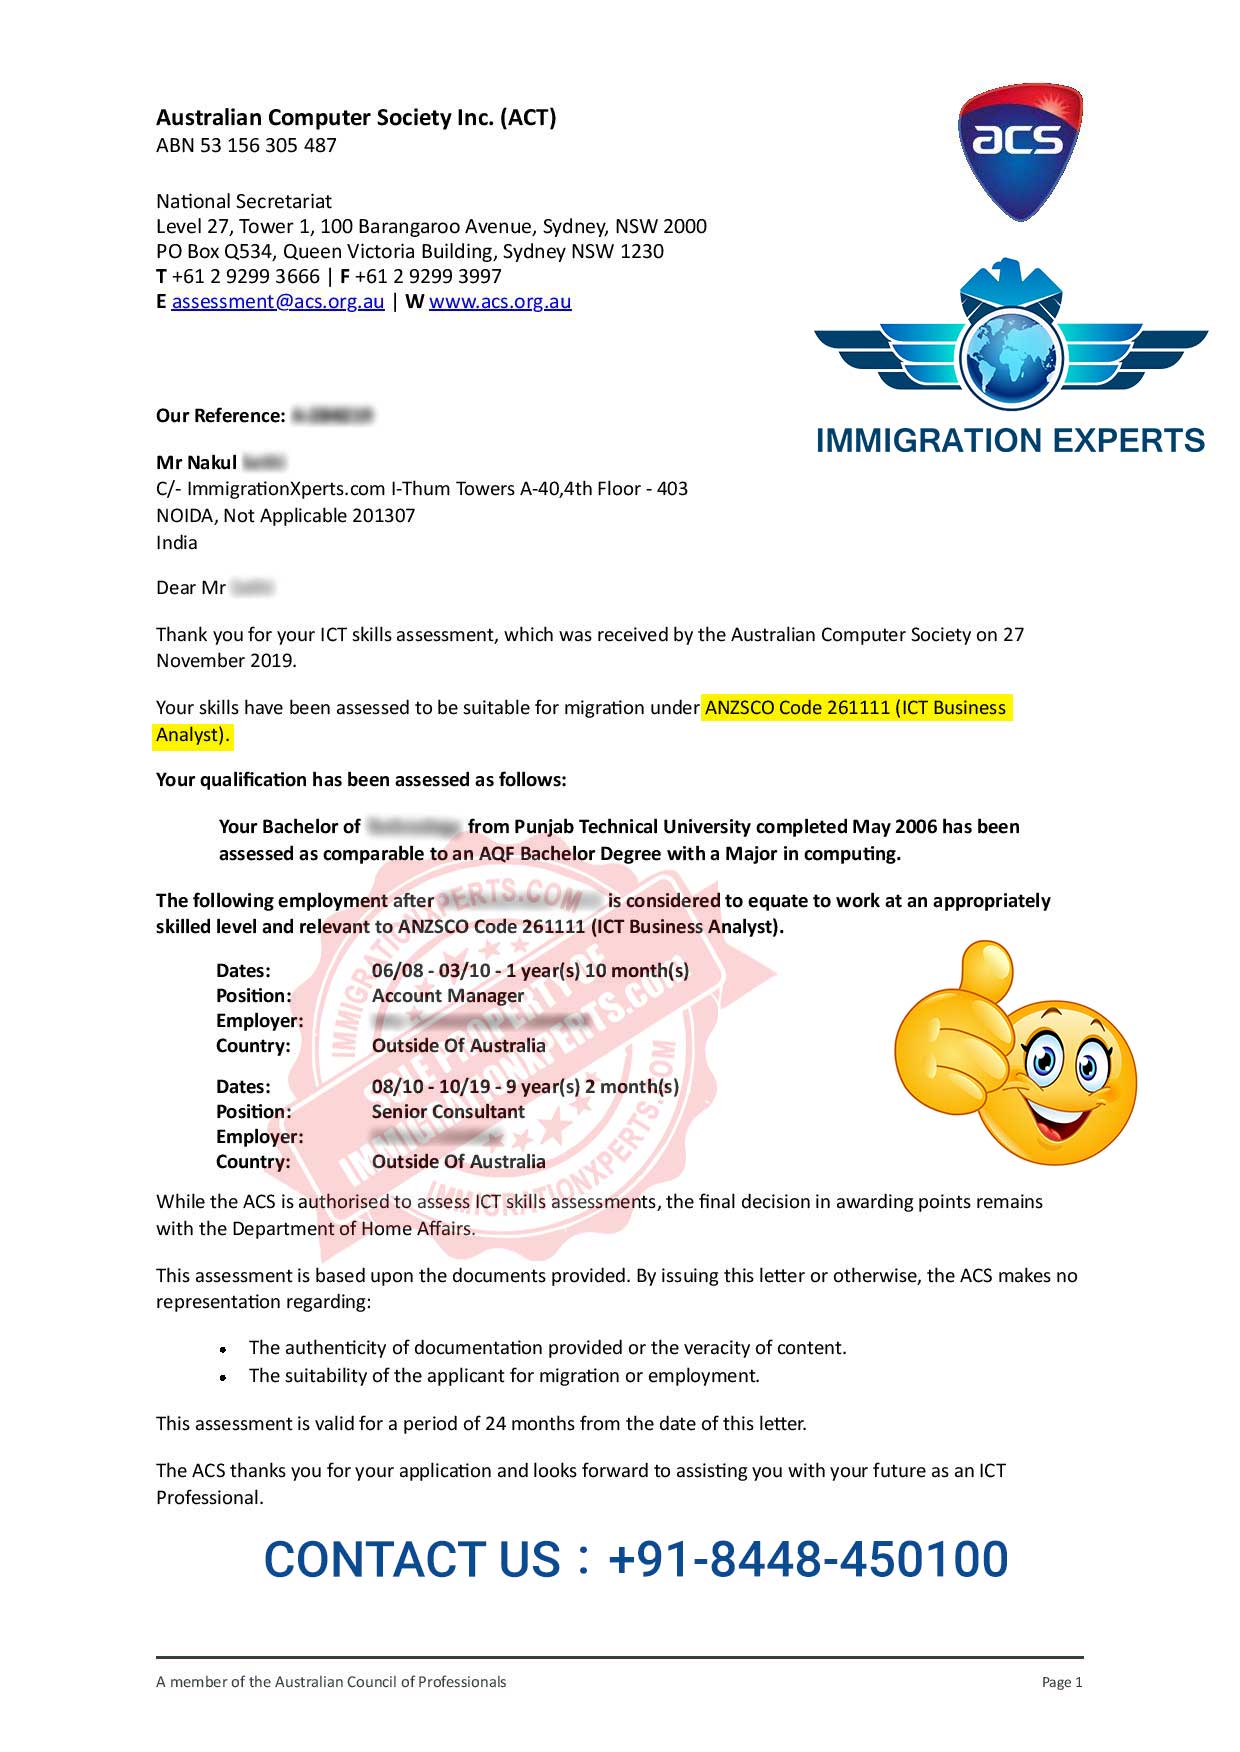 Australian Computer Society Inc. (ACT)
ABN 53 156 305 487
acs
National Secretariat
Level 27, Tower 1, 100 Barangaroo Avenue, Sydney, NSW 2000
PO Box Q534, Queen Victoria Building, Sydney NSW 1230
T +61 2 9299 3666 | F +61 2 9299 3997
E assessment@acs.org.au | W www.acs.org.au
IMMIGRATION EXPERTS
Our Reference:
Mr Nakul
C/- ImmigrationXperts.com I-Thum Towers A-40,4th Floor - 403
NOIDA, Not Applicable 201307
India
Dear Mr
Thank you for your ICT skills assessment, which was received by the Australian Computer Society on 27
November 2019.
Your skills have been assessed to be suitable for migration under ANZSCO Code 261111 (ICT Business
Analyst).
Your qualification has been assessed as follows:
Your Bachelor of from Punjab Technical University completed May 2006 has been
assessed as comparable to an AQF Bachelor Degree with a Major in computing.
The following employment after is considered to equate to work at an appropriately
skilled level and relevant to ANZSCO Code 261111 (ICT Business Analyst).
Dates: 06/08 - 03/10 - 1 year(s) 10 month(s)
Position: Account Manager
Employer:
Country: Outside Of Australia
Dates: 08/10 - 10/19 - 9 year(s) 2 month(s)
Position: Senior Consultant
Employer:
Country: Outside Of Australia
IMMIGRATIONXPERTS.COM
SOLE PROPERTY OF
IMMIGRATIONXPERTS.com
IMMIGRATIONXPERTS.COM
While the ACS is authorised to assess ICT skills assessments, the final decision in awarding points remains
with the Department of Home Affairs.
This assessment is based upon the documents provided. By issuing this letter or otherwise, the ACS makes no
representation regarding:
• The authenticity of documentation provided or the veracity of content.
• The suitability of the applicant for migration or employment.
This assessment is valid for a period of 24 months from the date of this letter.
The ACS thanks you for your application and looks forward to assisting you with your future as an ICT
Professional.
CONTACT US : +91-8448-450100
A member of the Australian Council of Professionals Page 1